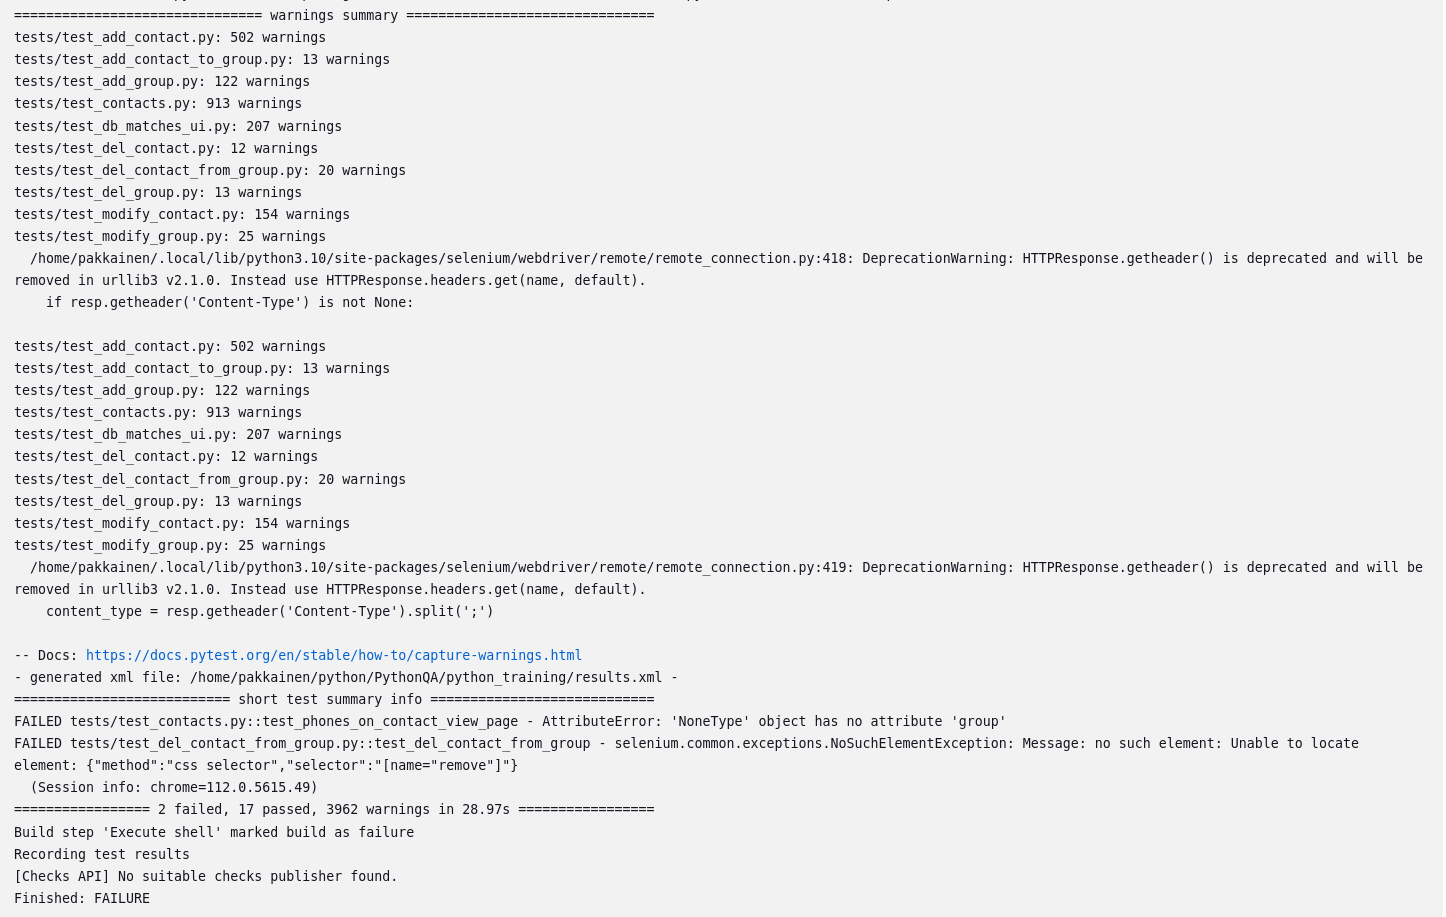 ============================== warnings summary ===============================
tests/test_add_contact.py: 502 warnings
tests/test_add_contact_to_group.py: 13 warnings
tests/test_add_group.py: 122 warnings
tests/test_contacts.py: 913 warnings
tests/test_db_matches_ui.py: 207 warnings
tests/test_del_contact.py: 12 warnings
tests/test_del_contact_from_group.py: 20 warnings
tests/test_del_group.py: 13 warnings
tests/test_modify_contact.py: 154 warnings
tests/test_modify_group.py: 25 warnings
  /home/pakkainen/.local/lib/python3.10/site-packages/selenium/webdriver/remote/remote_connection.py:418: DeprecationWarning: HTTPResponse.getheader() is deprecated and will be
removed in urllib3 v2.1.0. Instead use HTTPResponse.headers.get(name, default).
    if resp.getheader('Content-Type') is not None:

tests/test_add_contact.py: 502 warnings
tests/test_add_contact_to_group.py: 13 warnings
tests/test_add_group.py: 122 warnings
tests/test_contacts.py: 913 warnings
tests/test_db_matches_ui.py: 207 warnings
tests/test_del_contact.py: 12 warnings
tests/test_del_contact_from_group.py: 20 warnings
tests/test_del_group.py: 13 warnings
tests/test_modify_contact.py: 154 warnings
tests/test_modify_group.py: 25 warnings
  /home/pakkainen/.local/lib/python3.10/site-packages/selenium/webdriver/remote/remote_connection.py:419: DeprecationWarning: HTTPResponse.getheader() is deprecated and will be
removed in urllib3 v2.1.0. Instead use HTTPResponse.headers.get(name, default).
    content_type = resp.getheader('Content-Type').split(';')

-- Docs: https://docs.pytest.org/en/stable/how-to/capture-warnings.html
- generated xml file: /home/pakkainen/python/PythonQA/python_training/results.xml -
=========================== short test summary info ============================
FAILED tests/test_contacts.py::test_phones_on_contact_view_page - AttributeError: 'NoneType' object has no attribute 'group'
FAILED tests/test_del_contact_from_group.py::test_del_contact_from_group - selenium.common.exceptions.NoSuchElementException: Message: no such element: Unable to locate
element: {"method":"css selector","selector":"[name="remove"]"}
  (Session info: chrome=112.0.5615.49)
================= 2 failed, 17 passed, 3962 warnings in 28.97s =================
Build step 'Execute shell' marked build as failure
Recording test results
[Checks API] No suitable checks publisher found.
Finished: FAILURE